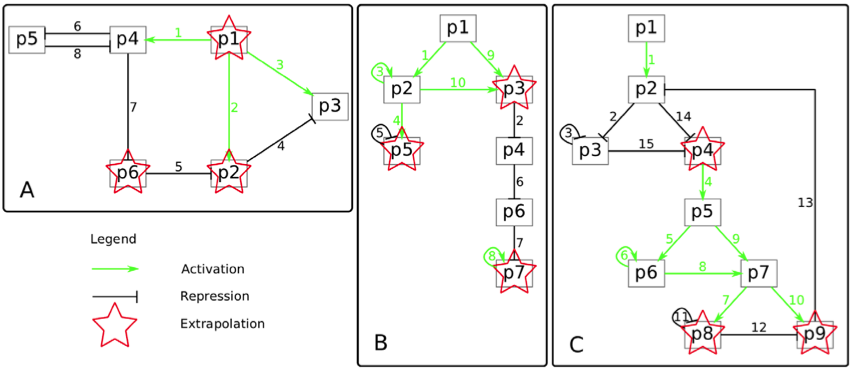 6
p5
p4
1
p1
8
3
2
p3
7
4
5
p6
p2
A
Legend
Activation
Repression
Extrapolation
p1
1
9
3
p2
10
p3
4
2
5
p5
p4
6
p6
7
8
p7
B
p1
1
p2
2
14
3
p3
15
p4
4
p5
13
5
9
6
p6
8
p7
7
10
11
p8
12
p9
C